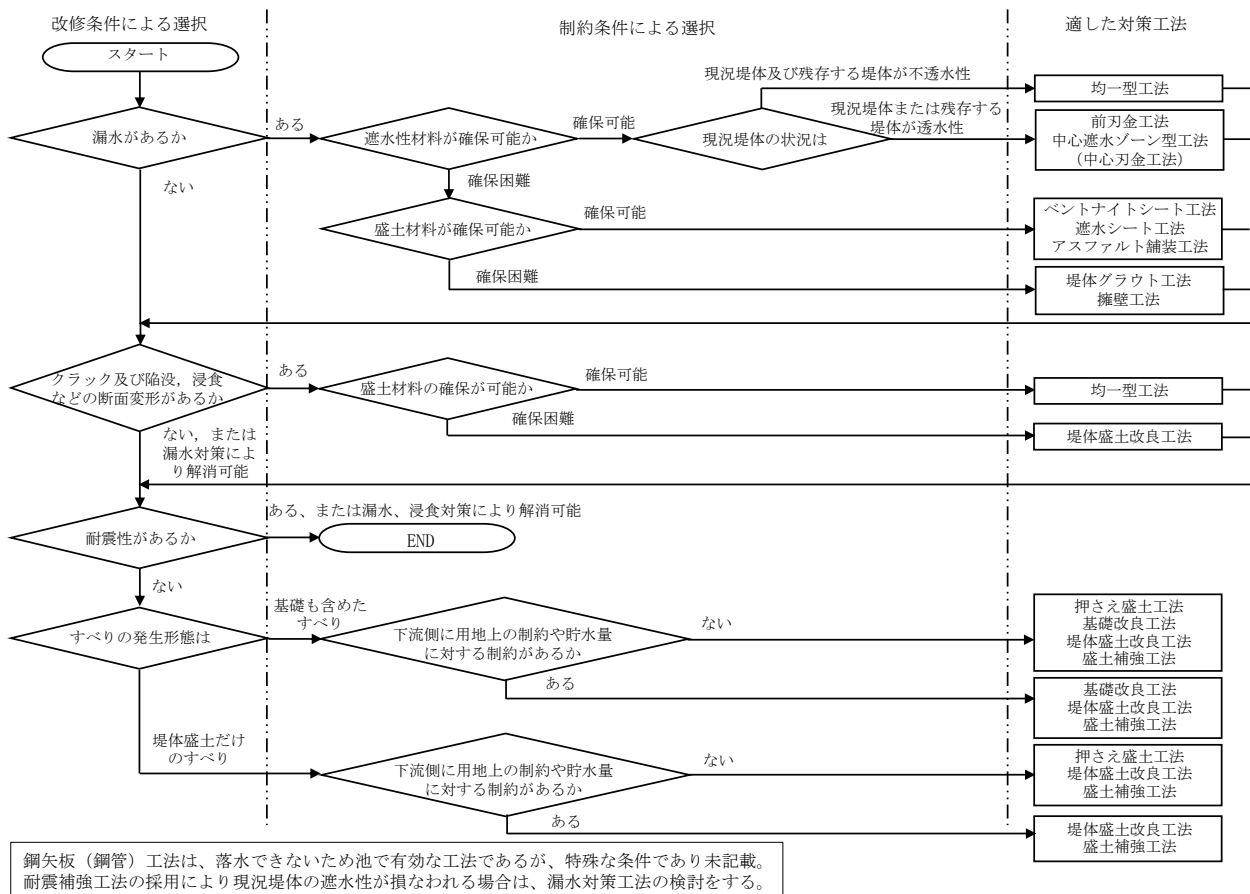 改修条件による選択
制約条件による選択
適した対策工法
スタート
漏水があるか
ある
ない
遮水性材料が確保可能か
確保可能
確保困難
現況堤体の状況は
現況堤体及び残存する堤体が不透水性
現況堤体または残存する
堤体が透水性
均一型工法
前刃金工法
中心遮水ゾーン型工法
(中心刃金工法)
盛土材料が確保可能か
確保可能
確保困難
ベントナイトシート工法
遮水シート工法
アスファルト舗装工法
堤体グラウト工法
擁壁工法
クラック及び陥没，浸食
などの断面変形があるか
ある
ない，または
漏水対策によ
り解消可能
盛土材料の確保が可能か
確保可能
確保困難
均一型工法
堤体盛土改良工法
耐震性があるか
ある、または漏水、浸食対策により解消可能
END
ない
すべりの発生形態は
基礎も含めた
すべり
下流側に用地上の制約や貯水量
に対する制約があるか
ない
ある
押さえ盛土工法
基礎改良工法
堤体盛土改良工法
盛土補強工法
基礎改良工法
堤体盛土改良工法
盛土補強工法
堤体盛土だけ
のすべり
下流側に用地上の制約や貯水量
に対する制約があるか
ない
ある
押さえ盛土工法
堤体盛土改良工法
盛土補強工法
堤体盛土改良工法
盛土補強工法
鋼矢板（鋼管）工法は、落水できないため池で有効な工法であるが、特殊な条件であり未記載。
耐震補強工法の採用により現況堤体の遮水性が損なわれる場合は、漏水対策工法の検討をする。